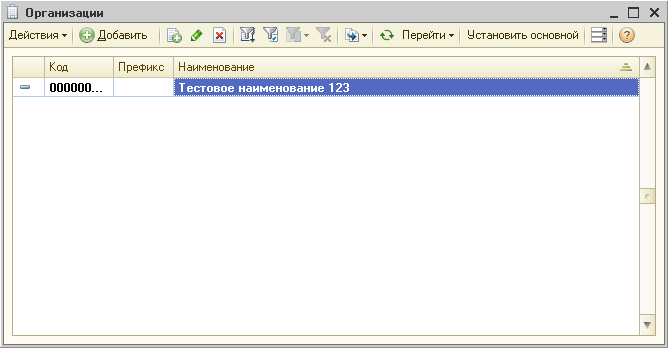 Организации
Действия Добавить Перейти Установить основной ?
Код Префикс Наименование
000000... Тестовое наименование 123